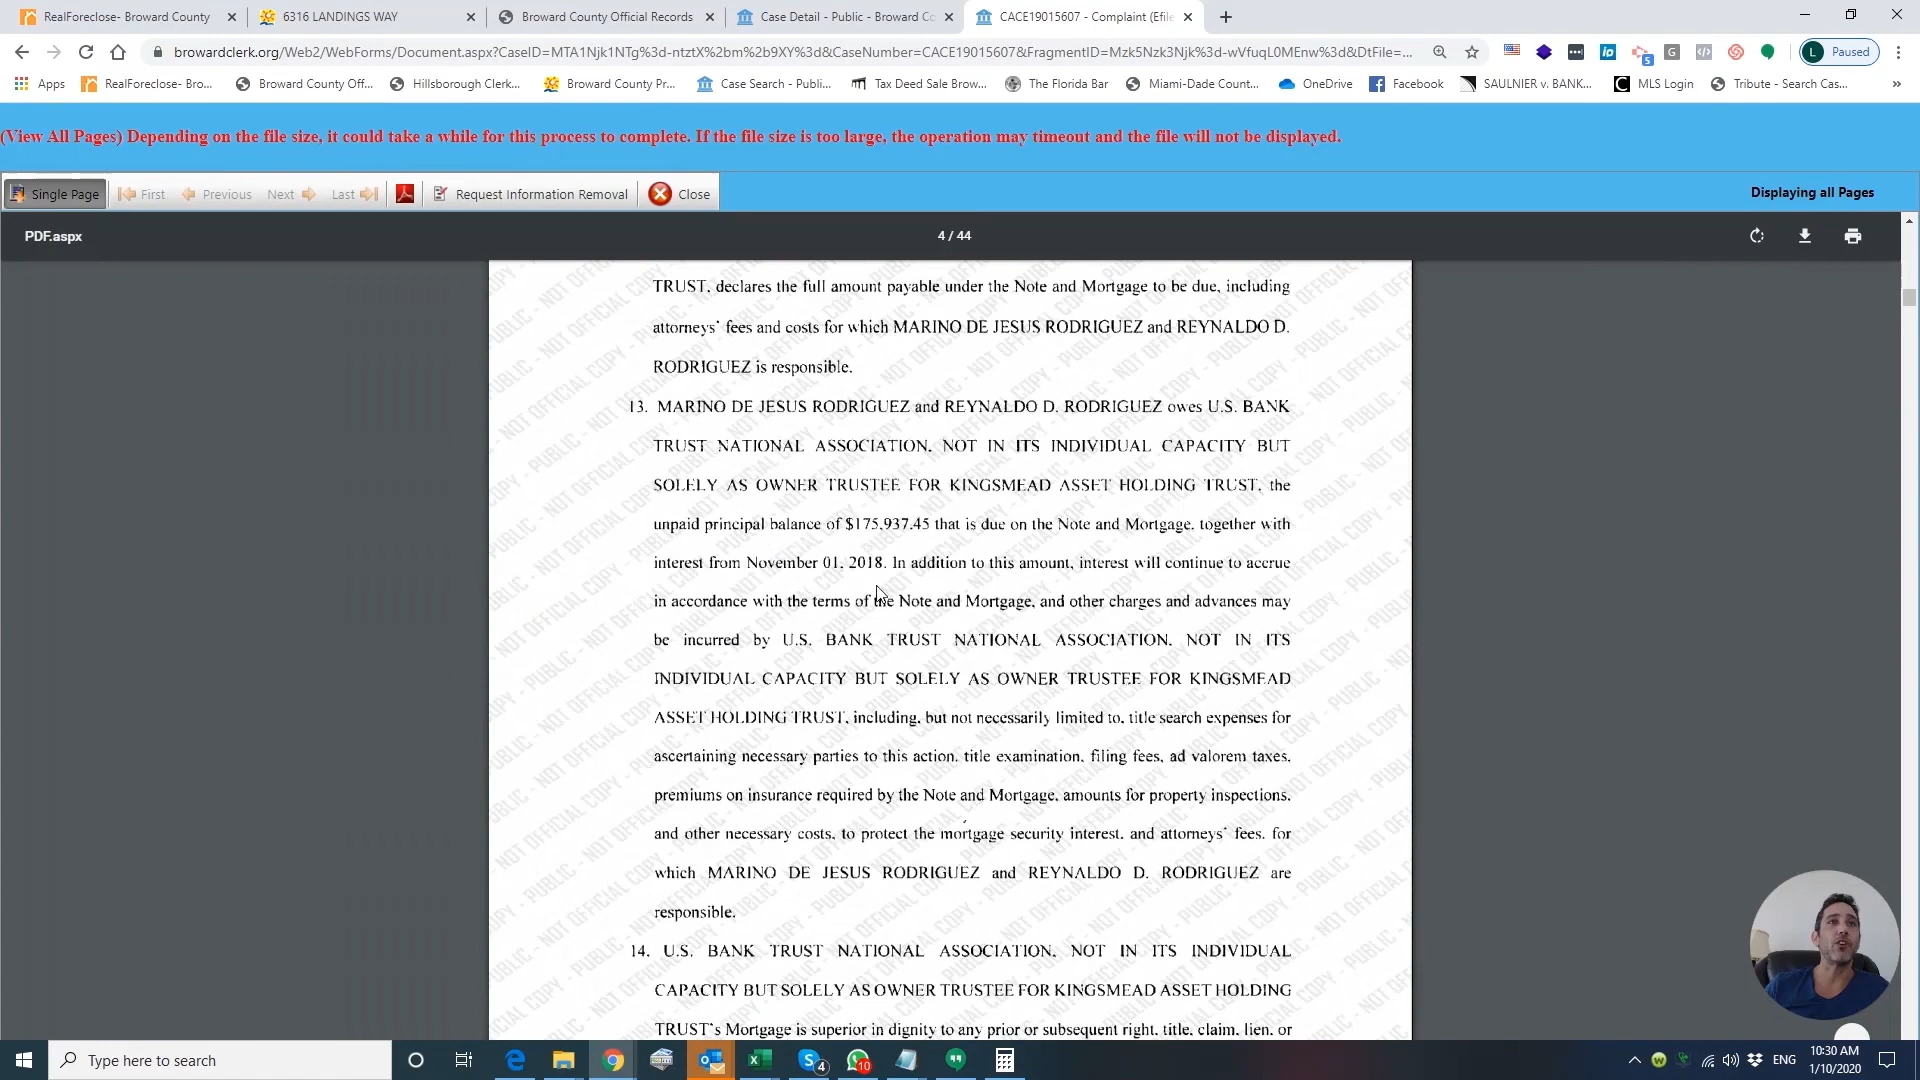 RealForeclose- Broward County
6316 LANDINGS WAY
Broward County Official Records
Case Detail - Public - Broward Co
CACE19015607 - Complaint (Efile
browardclerk.org/Web2/WebForms/Document.aspx?CaseID=MTA1Njk1NTg%3d-ntztX%2bm%2b9XY%3d&CaseNumber=CACE19015607&FragmentID=Mzk5Nzk3Njk%3d-wVfuqL0MEnw%3d&DtFile=...
Paused
Apps
RealForeclose- Bro...
Broward County Off...
Hillsborough Clerk...
Broward County Pr...
Case Search - Publi...
Tax Deed Sale Brow...
The Florida Bar
Miami-Dade Count...
OneDrive
Facebook
SAULNIER v. BANK...
MLS Login
Tribute - Search Cas...
(View All Pages) Depending on the file size, it could take a while for this process to complete. If the file size is too large, the operation may timeout and the file will not be displayed.
Single Page
First
Previous
Next
Last
Request Information Removal
Close
Displaying all Pages
PDF.aspx
4 / 44
TRUST, declares the full amount payable under the Note and Mortgage to be due, including
attorneys' fees and costs for which MARINO DE JESUS RODRIGUEZ and REYNALDO D.
RODRIGUEZ is responsible.
13. MARINO DE JESUS RODRIGUEZ and REYNALDO D. RODRIGUEZ owes U.S. BANK
TRUST NATIONAL ASSOCIATION, NOT IN ITS INDIVIDUAL CAPACITY BUT
SOLELY AS OWNER TRUSTEE FOR KINGSMEAD ASSET HOLDING TRUST, the
unpaid principal balance of $175,937.45 that is due on the Note and Mortgage, together with
interest from November 01, 2018. In addition to this amount, interest will continue to accrue
in accordance with the terms of the Note and Mortgage, and other charges and advances may
be incurred by U.S. BANK TRUST NATIONAL ASSOCIATION, NOT IN ITS
INDIVIDUAL CAPACITY BUT SOLELY AS OWNER TRUSTEE FOR KINGSMEAD
ASSET HOLDING TRUST, including, but not necessarily limited to, title search expenses for
ascertaining necessary parties to this action, title examination, filing fees, ad valorem taxes,
premiums on insurance required by the Note and Mortgage, amounts for property inspections,
and other necessary costs, to protect the mortgage security interest, and attorneys' fees, for
which MARINO DE JESUS RODRIGUEZ and REYNALDO D. RODRIGUEZ are
responsible.
14. U.S. BANK TRUST NATIONAL ASSOCIATION, NOT IN ITS INDIVIDUAL
CAPACITY BUT SOLELY AS OWNER TRUSTEE FOR KINGSMEAD ASSET HOLDING
TRUST's Mortgage is superior in dignity to any prior or subsequent right, title, claim, lien, or
Type here to search
4
10
ENG
10:30 AM
1/10/2020